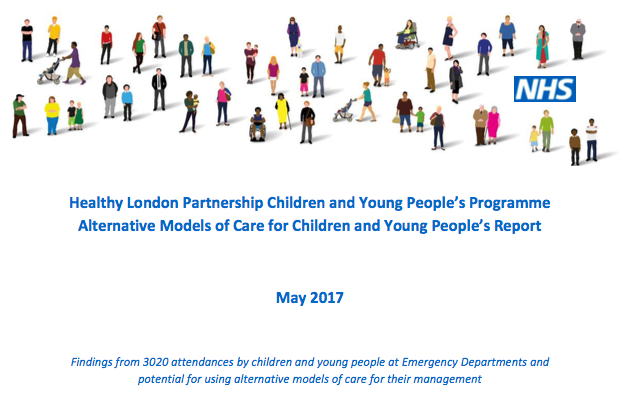 NHS
Healthy London Partnership Children and Young People's Programme
Alternative Models of Care for Children and Young People's Report
May 2017
Findings from 3020 attendances by children and young people at Emergency Departments and
potential for using alternative models of care for their management